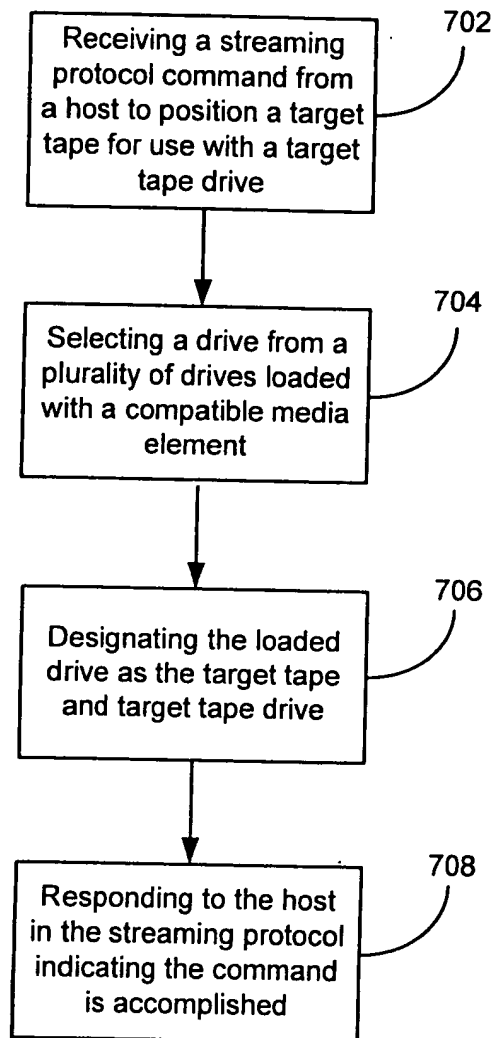 702
Receiving a streaming
protocol command from
a host to position a target
tape for use with a target
tape drive
704
Selecting a drive from a
plurality of drives loaded
with a compatible media
element
706
Designating the loaded
drive as the target tape
and target tape drive
708
Responding to the host
in the streaming protocol
indicating the command
is accomplished